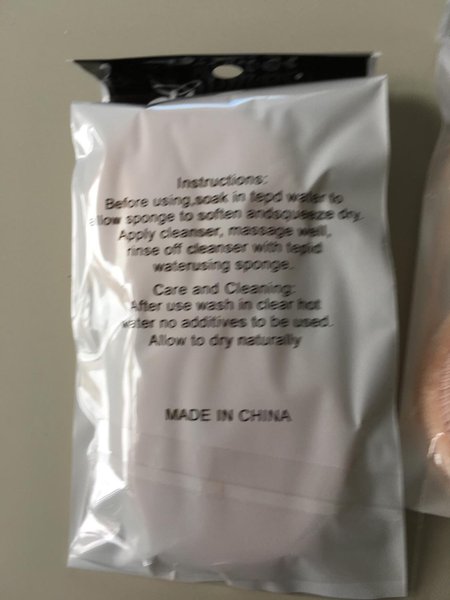 Instructions:
Before using,soak in tepd water to
allow sponge to soften andsqueeze dry.
Apply cleanser, massage well,
rinse off cleanser with tepid
waterusing sponge.
Care and Cleaning:
After use wash in clear hot
water no additives to be used.
Allow to dry naturally
MADE IN CHINA